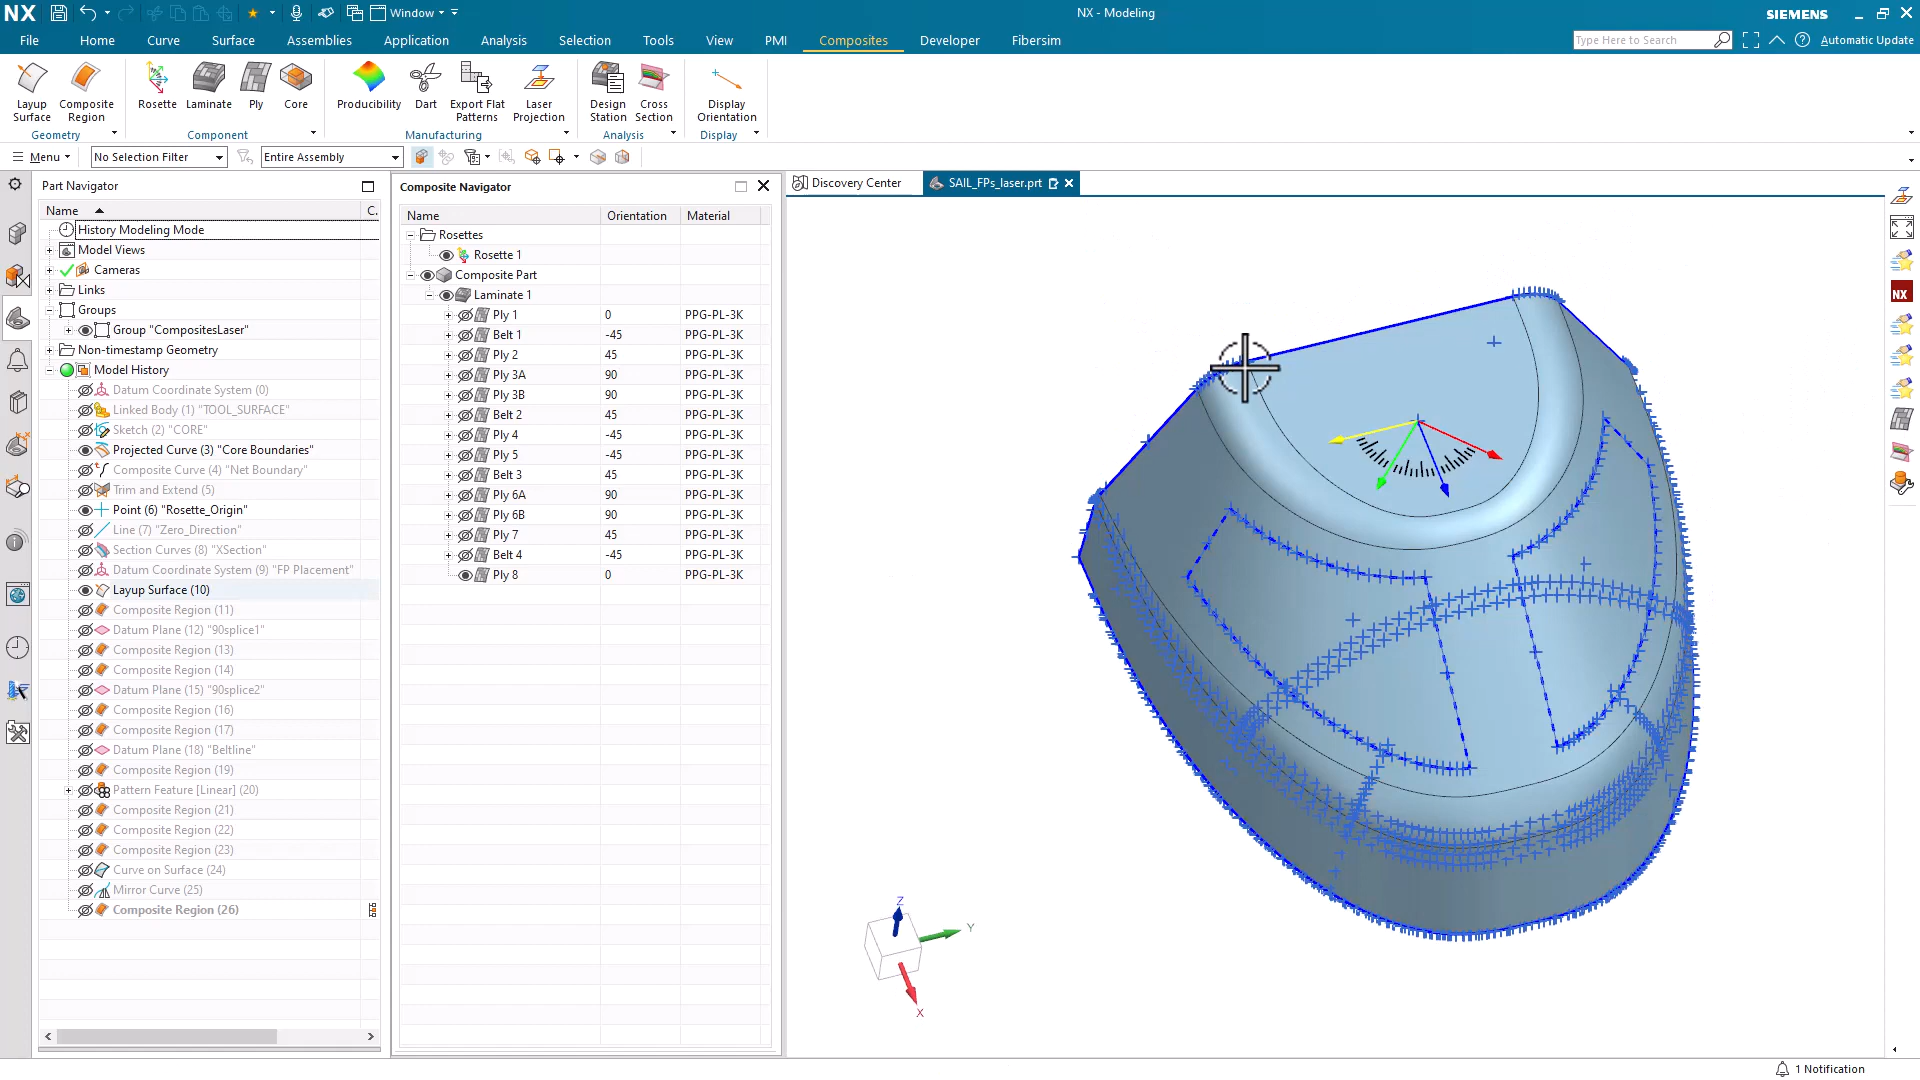 NX
Window
NX - Modeling
SIEMENS
File
Home
Curve
Surface
Assemblies
Application
Analysis
Selection
Tools
View
PMI
Composites
Developer
Fibersim
Type Here to Search
Automatic Update
Layup Surface
Composite Region
Rosette
Laminate
Ply
Core
Producibility
Dart
Export Flat Patterns
Laser Projection
Design Station
Cross Section
Display Orientation
Geometry
Component
Manufacturing
Analysis
Display
Menu
No Selection Filter
Entire Assembly
Part Navigator
Name
C.
History Modeling Mode
Model Views
Cameras
Links
Groups
Group "CompositesLaser"
Non-timestamp Geometry
Model History
Datum Coordinate System (0)
Linked Body (1) "TOOL_SURFACE"
Sketch (2) "CORE"
Projected Curve (3) "Core Boundaries"
Composite Curve (4) "Net Boundary"
Trim and Extend (5)
Point (6) "Rosette_Origin"
Line (7) "Zero_Direction"
Section Curves (8) "XSection"
Datum Coordinate System (9) "FP Placement"
Layup Surface (10)
Composite Region (11)
Datum Plane (12) "90splice1"
Composite Region (13)
Composite Region (14)
Datum Plane (15) "90splice2"
Composite Region (16)
Composite Region (17)
Datum Plane (18) "Beltline"
Composite Region (19)
Pattern Feature [Linear] (20)
Composite Region (21)
Composite Region (22)
Composite Region (23)
Curve on Surface (24)
Mirror Curve (25)
Composite Region (26)
Composite Navigator
Name Orientation Material
Rosettes
Rosette 1
Composite Part
Laminate 1
Ply 1 0 PPG-PL-3K
Belt 1 -45 PPG-PL-3K
Ply 2 45 PPG-PL-3K
Ply 3A 90 PPG-PL-3K
Ply 3B 90 PPG-PL-3K
Belt 2 45 PPG-PL-3K
Ply 4 -45 PPG-PL-3K
Ply 5 -45 PPG-PL-3K
Belt 3 45 PPG-PL-3K
Ply 6A 90 PPG-PL-3K
Ply 6B 90 PPG-PL-3K
Ply 7 45 PPG-PL-3K
Belt 4 -45 PPG-PL-3K
Ply 8 0 PPG-PL-3K
Discovery Center
SAIL_FPs_laser.prt
NX
Z
Y
X
1 Notification